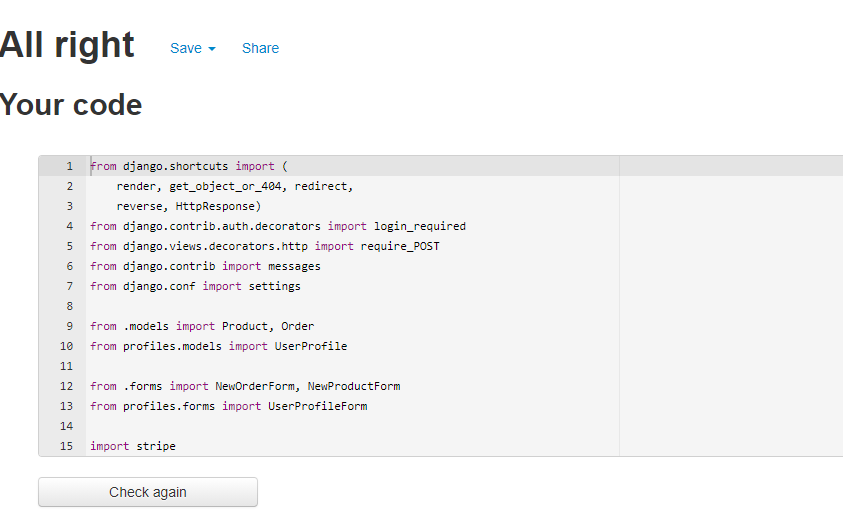 All right Save Share
Your code
1 from django.shortcuts import (
2     render, get_object_or_404, redirect,
3     reverse, HttpResponse)
4 from django.contrib.auth.decorators import login_required
5 from django.views.decorators.http import require_POST
6 from django.contrib import messages
7 from django.conf import settings
8
9 from .models import Product, Order
10 from profiles.models import UserProfile
11
12 from .forms import NewOrderForm, NewProductForm
13 from profiles.forms import UserProfileForm
14
15 import stripe
Check again